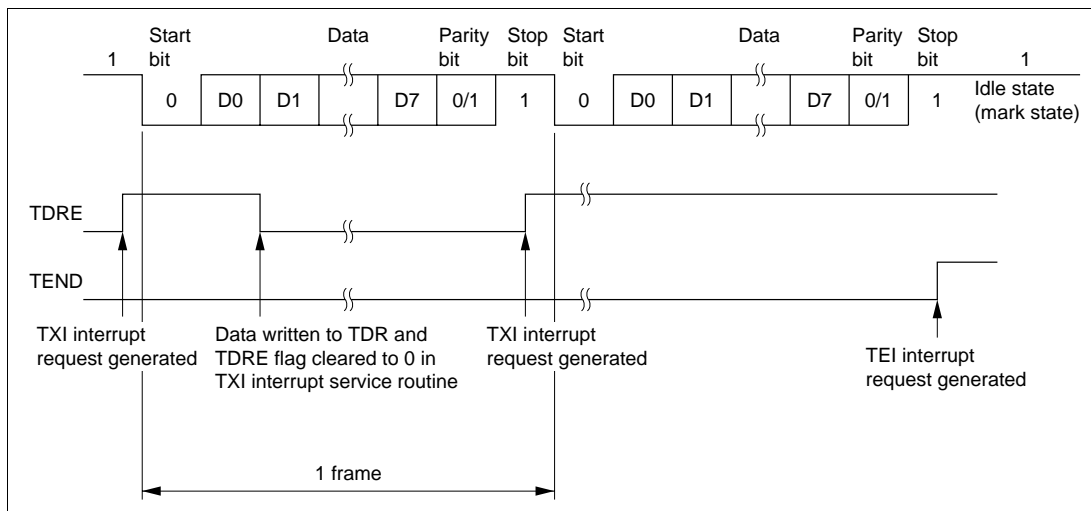 1
Start
bit
Data
Parity
bit
Stop
bit
Start
bit
Data
Parity
bit
Stop
bit
1
0 D0 D1 D7 0/1 1 0 D0 D1 D7 0/1 1
Idle state
(mark state)
TDRE
TEND
TXI interrupt
request generated
Data written to TDR and
TDRE flag cleared to 0 in
TXI interrupt service routine
TXI interrupt
request generated
TEI interrupt
request generated
1 frame